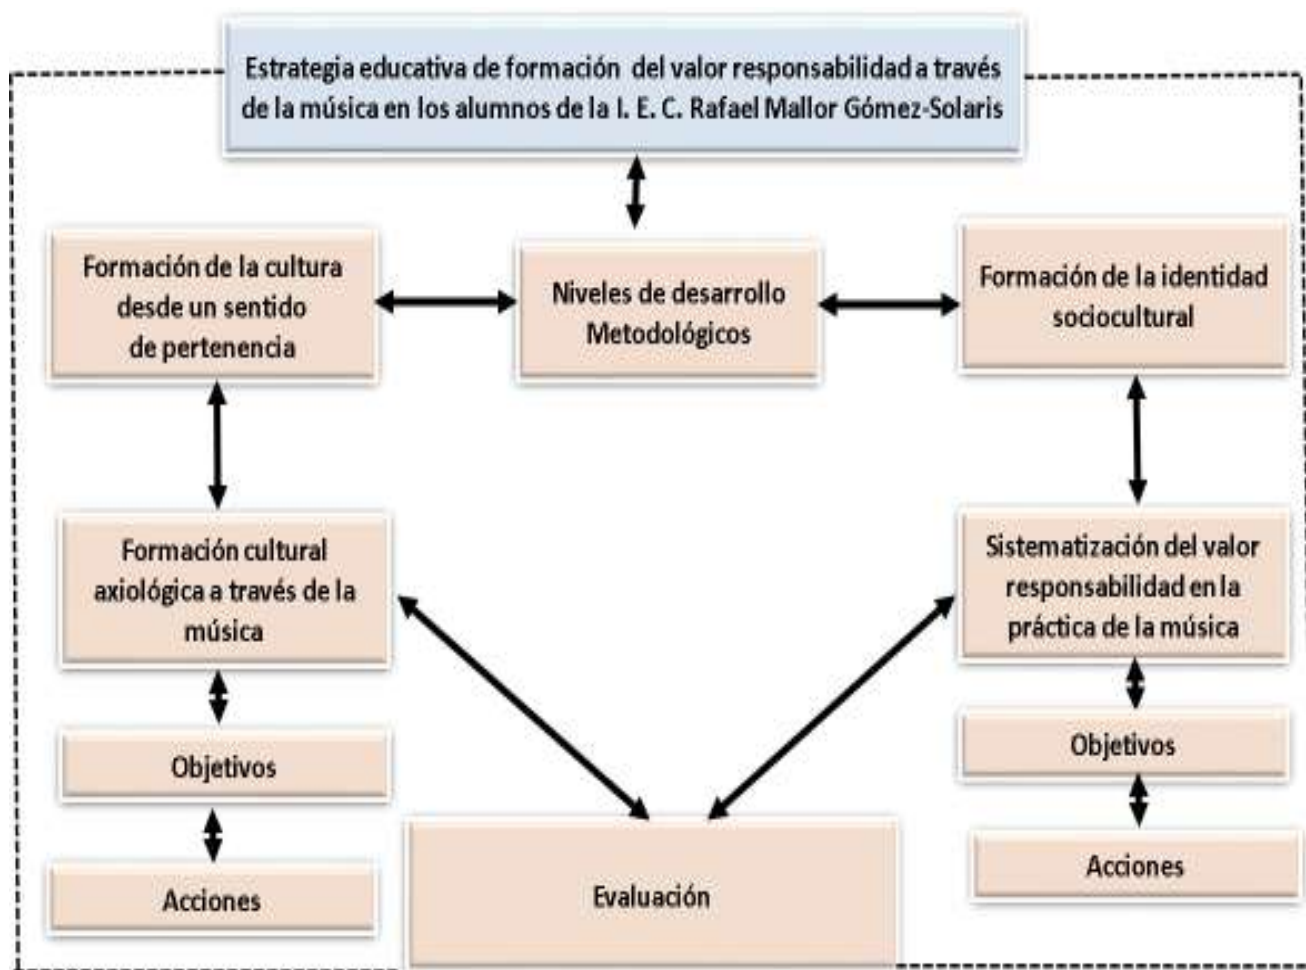 Estrategia educativa de formación del valor responsabilidad a través
de la música en los alumnos de la I. E. C. Rafael Mallor Gómez-Solaris
Formación de la cultura
desde un sentido
de pertenencia
Niveles de desarrollo
Metodológicos
Formación de la identidad
sociocultural
Formación cultural
axiológica a través de la
música
Sistematización del valor
responsabilidad en la
práctica de la música
Objetivos
Objetivos
Acciones
Evaluación
Acciones